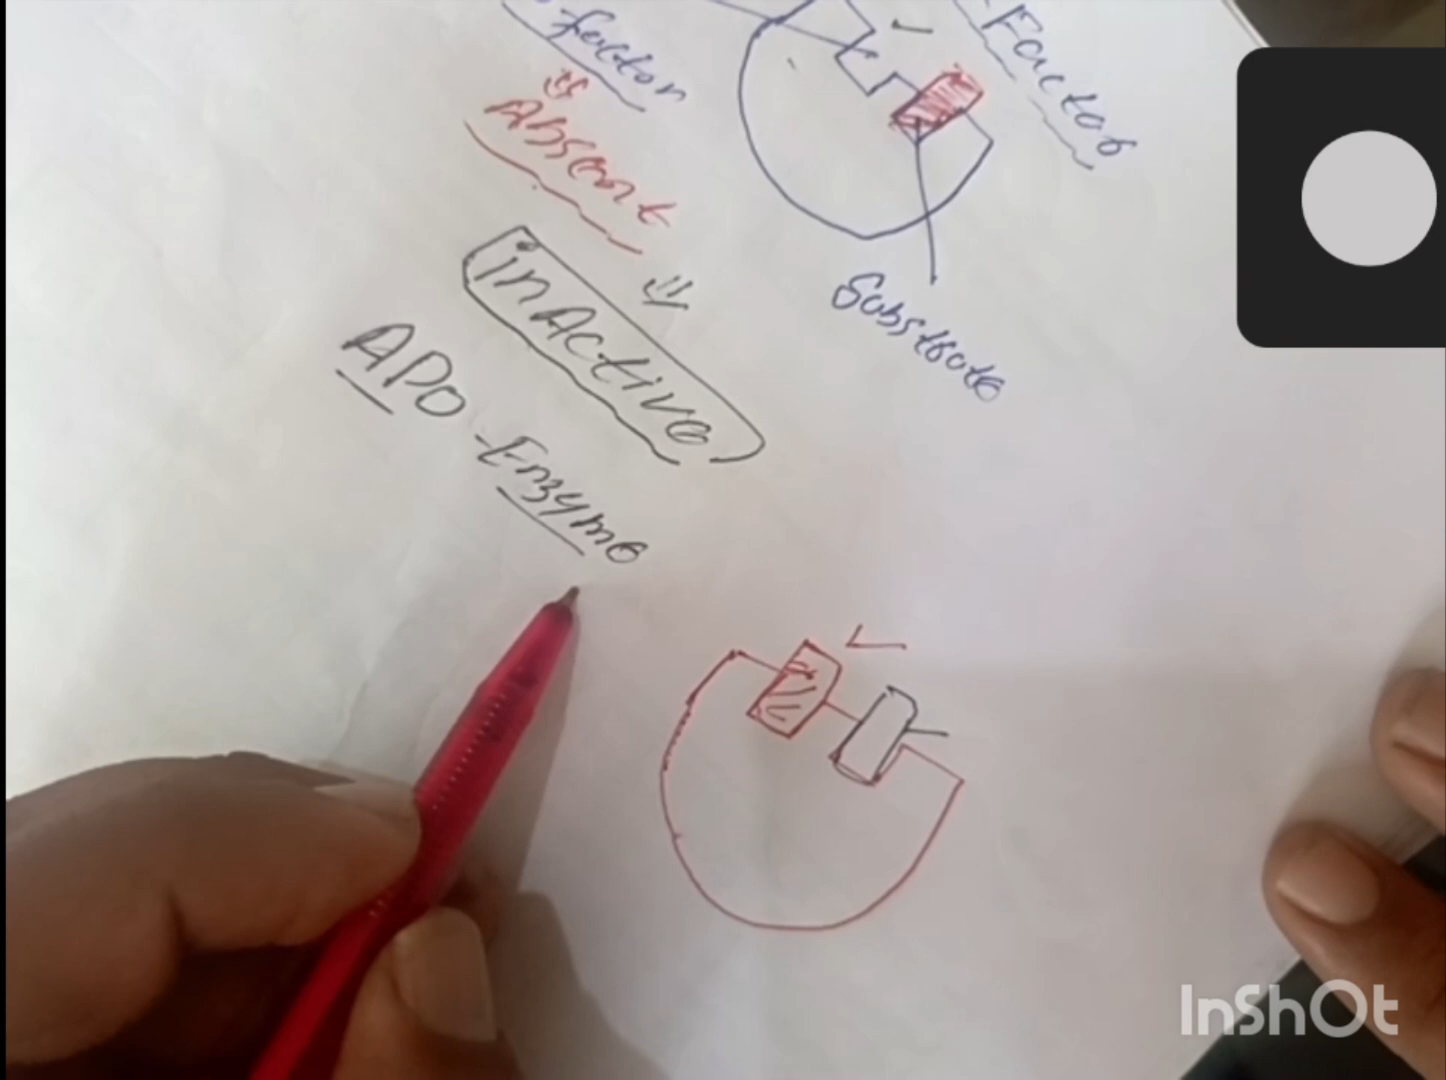 factor
Factor
Absent
Substrate
inActive
APO-Enzyme
InShOt